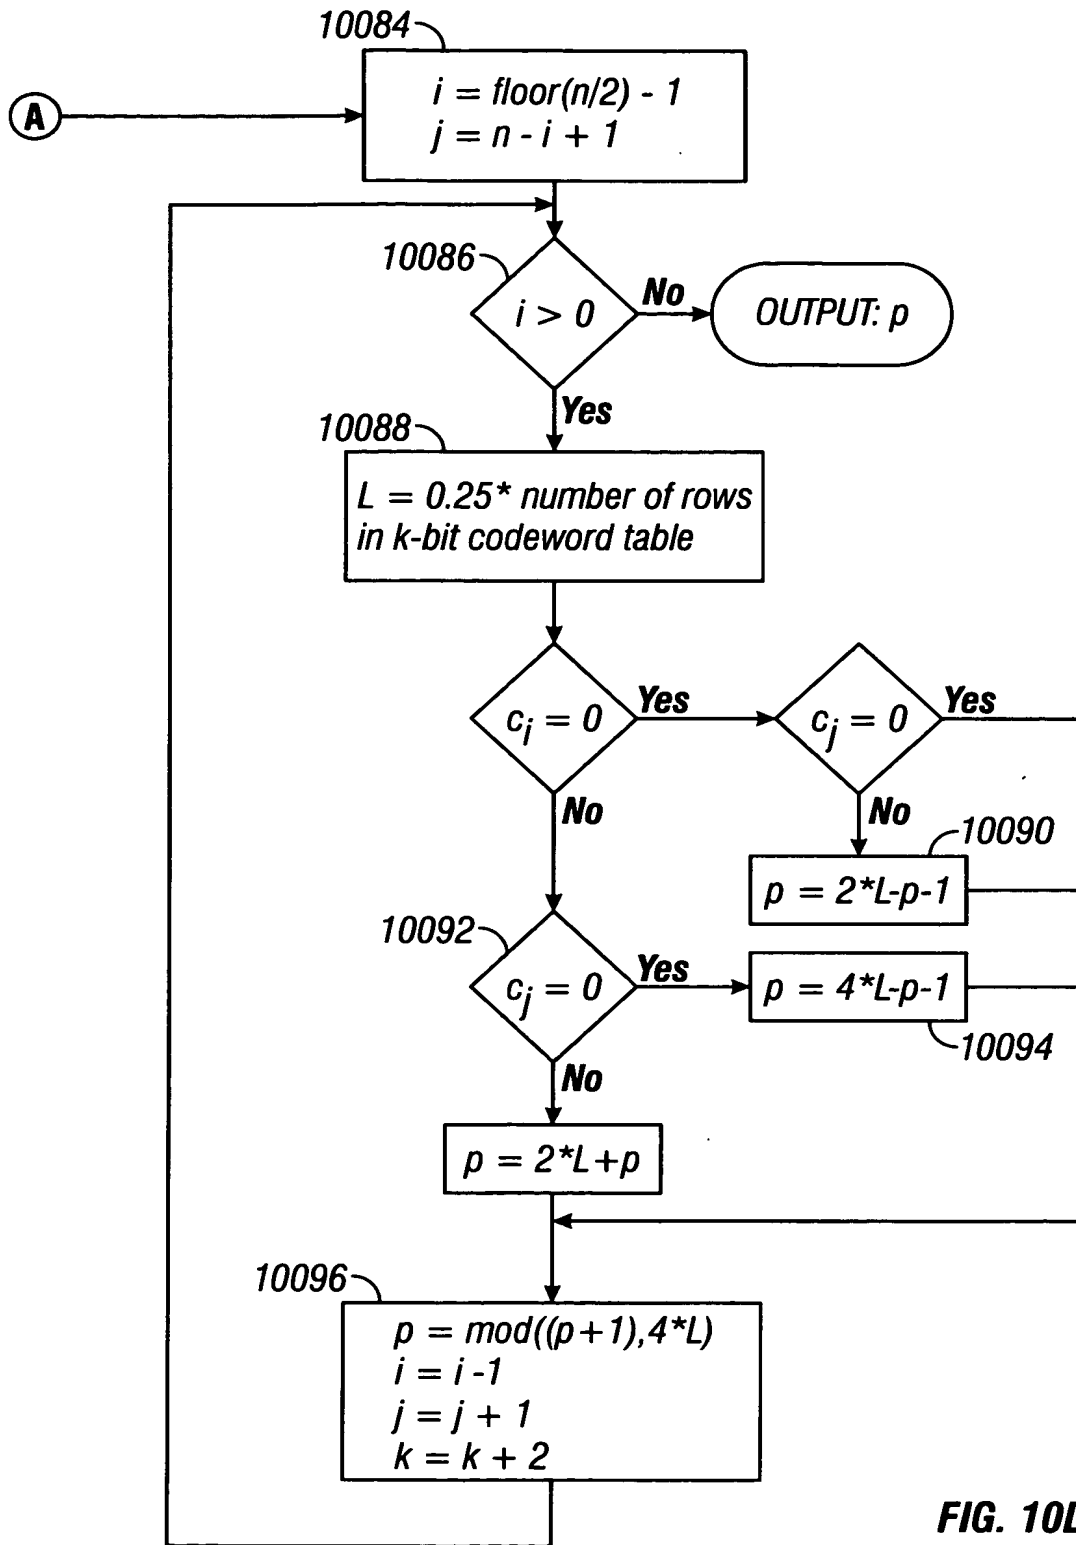 10084
i = floor(n/2) - 1
j = n - i + 1
A
10086
i > 0
No
OUTPUT: p
Yes
10088
L = 0.25* number of rows
in k-bit codeword table
c_i = 0
Yes
c_j = 0
Yes
No
No
10090
p = 2*L-p-1
10092
c_j = 0
Yes
p = 4*L-p-1
10094
No
p = 2*L+p
10096
p = mod((p+1),4*L)
i = i -1
j = j + 1
k = k + 2